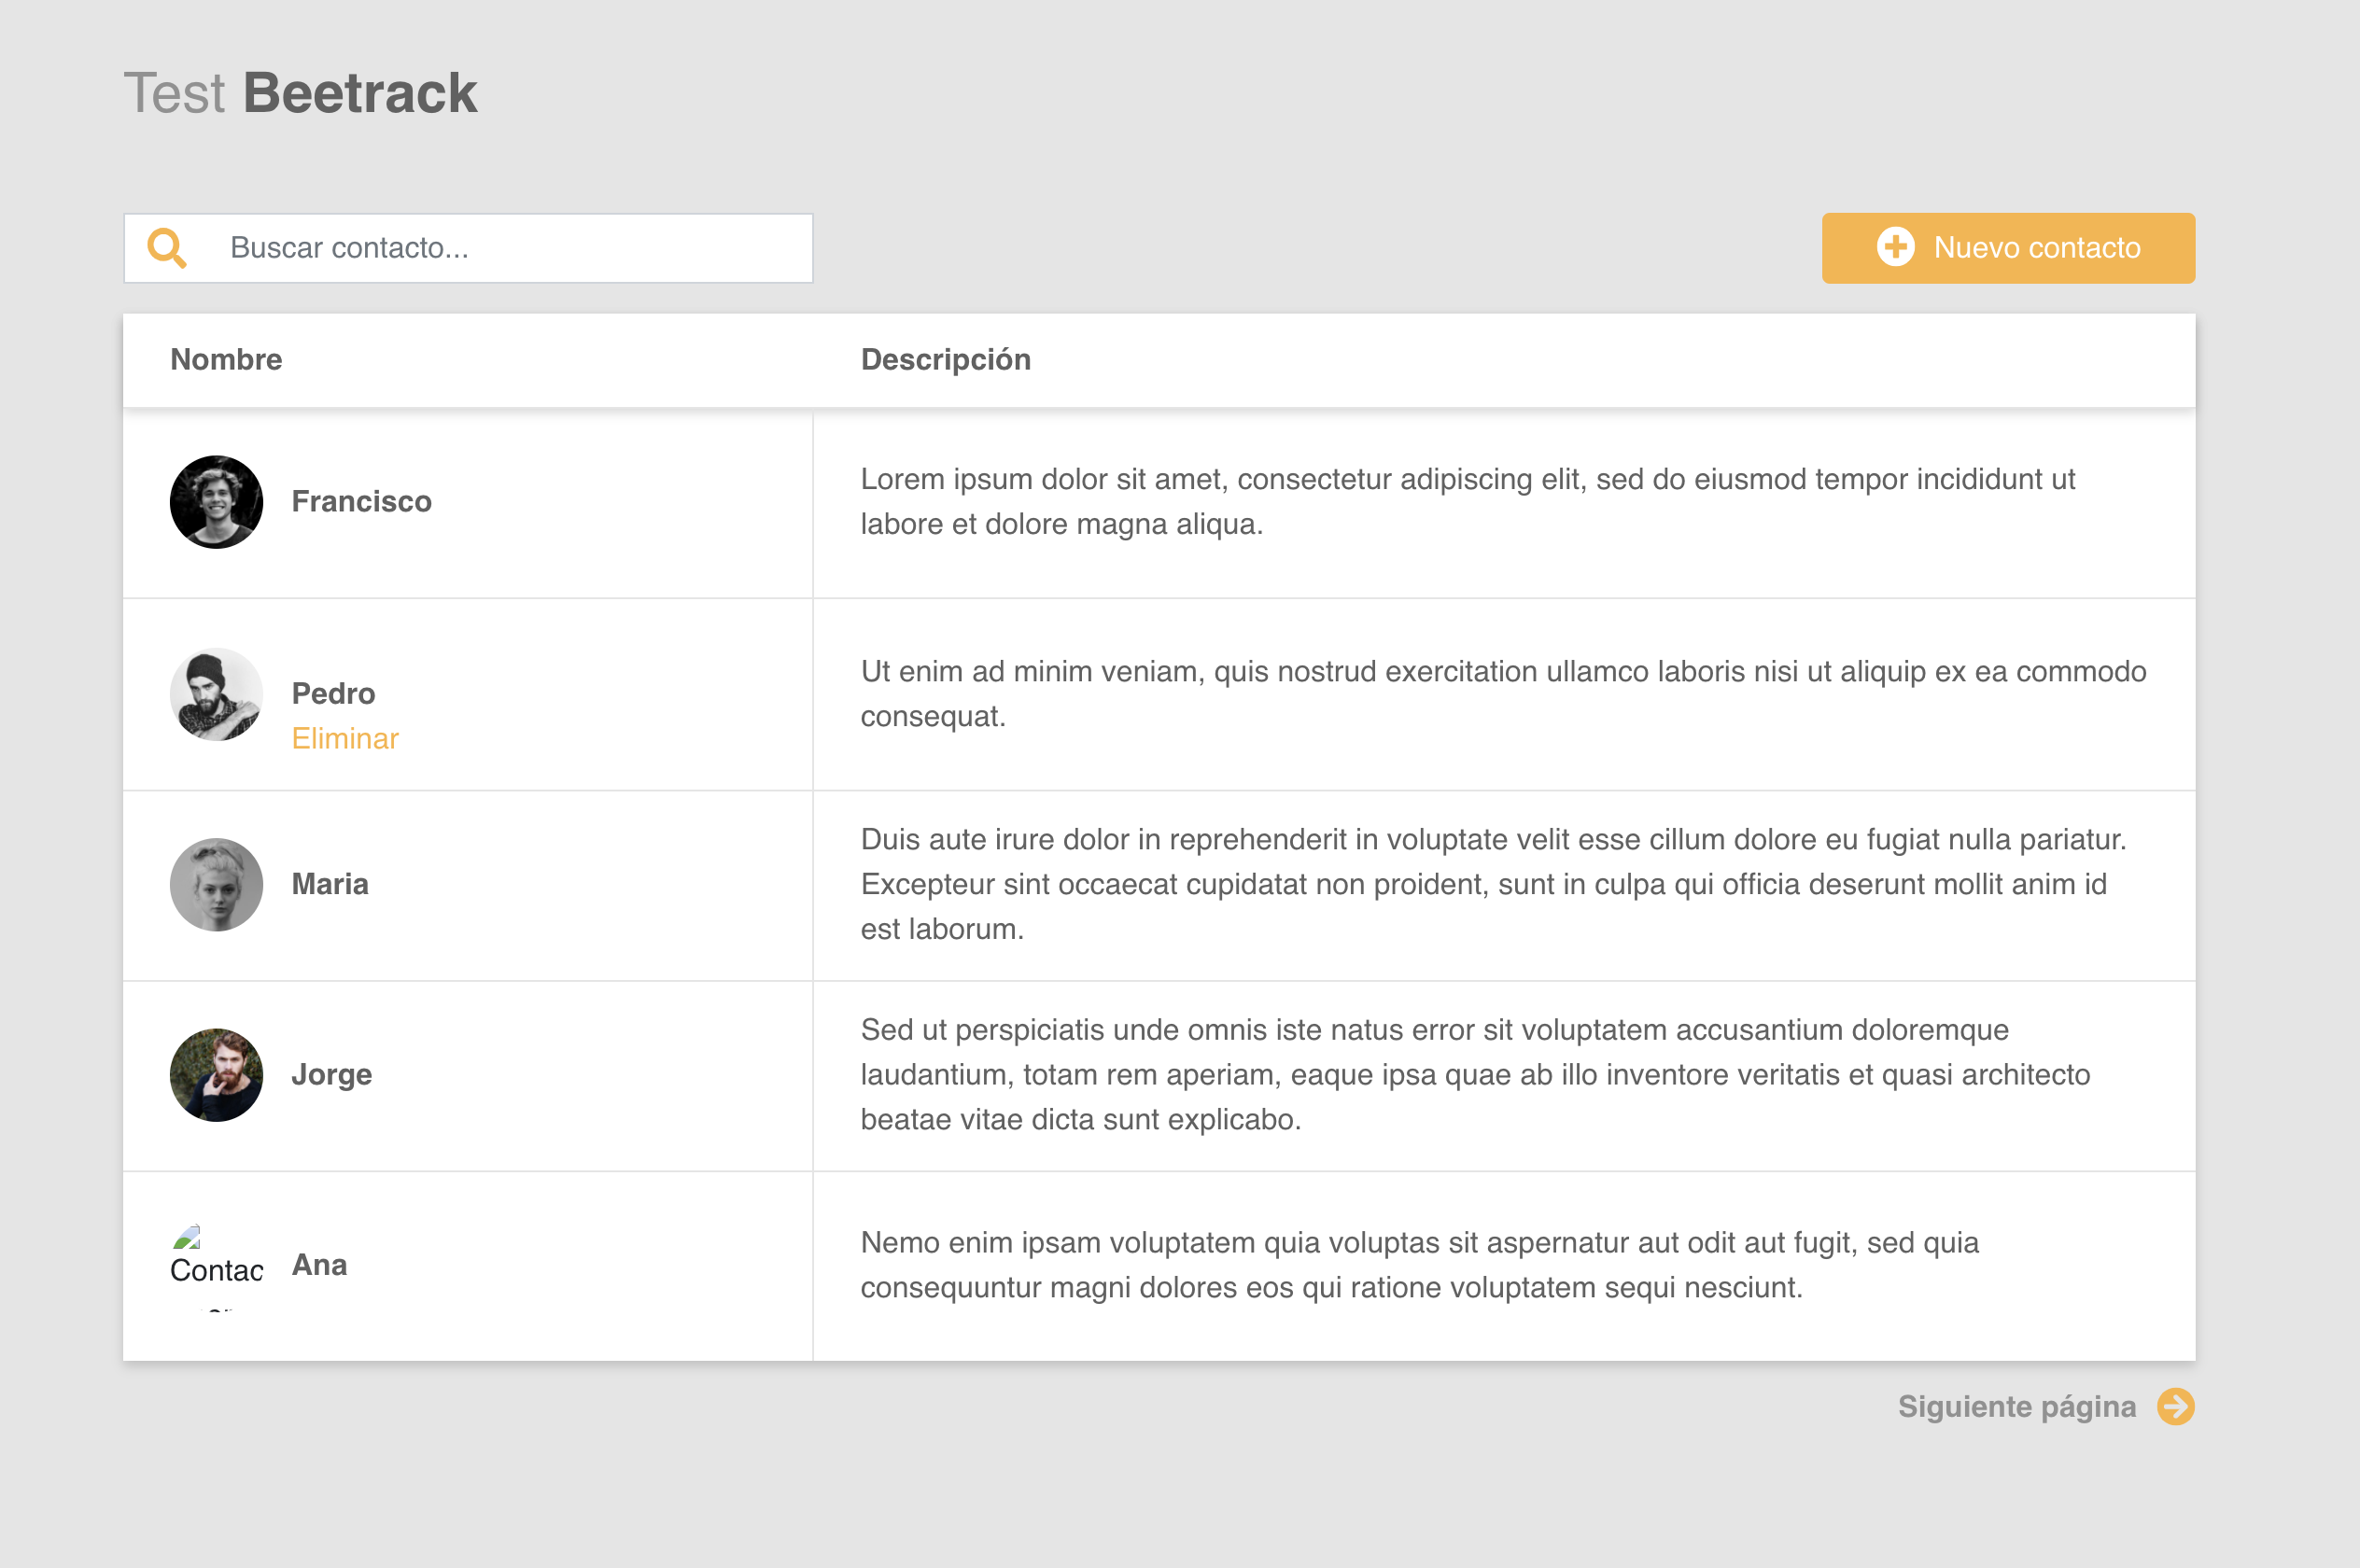 Test Beetrack
Buscar contacto...
Nuevo contacto
Nombre
Descripción
Francisco
Lorem ipsum dolor sit amet, consectetur adipiscing elit, sed do eiusmod tempor incididunt ut
labore et dolore magna aliqua.
Pedro
Eliminar
Ut enim ad minim veniam, quis nostrud exercitation ullamco laboris nisi ut aliquip ex ea commodo
consequat.
Maria
Duis aute irure dolor in reprehenderit in voluptate velit esse cillum dolore eu fugiat nulla pariatur.
Excepteur sint occaecat cupidatat non proident, sunt in culpa qui officia deserunt mollit anim id
est laborum.
Jorge
Sed ut perspiciatis unde omnis iste natus error sit voluptatem accusantium doloremque
laudantium, totam rem aperiam, eaque ipsa quae ab illo inventore veritatis et quasi architecto
beatae vitae dicta sunt explicabo.
Contac
Ana
Nemo enim ipsam voluptatem quia voluptas sit aspernatur aut odit aut fugit, sed quia
consequuntur magni dolores eos qui ratione voluptatem sequi nesciunt.
Siguiente página